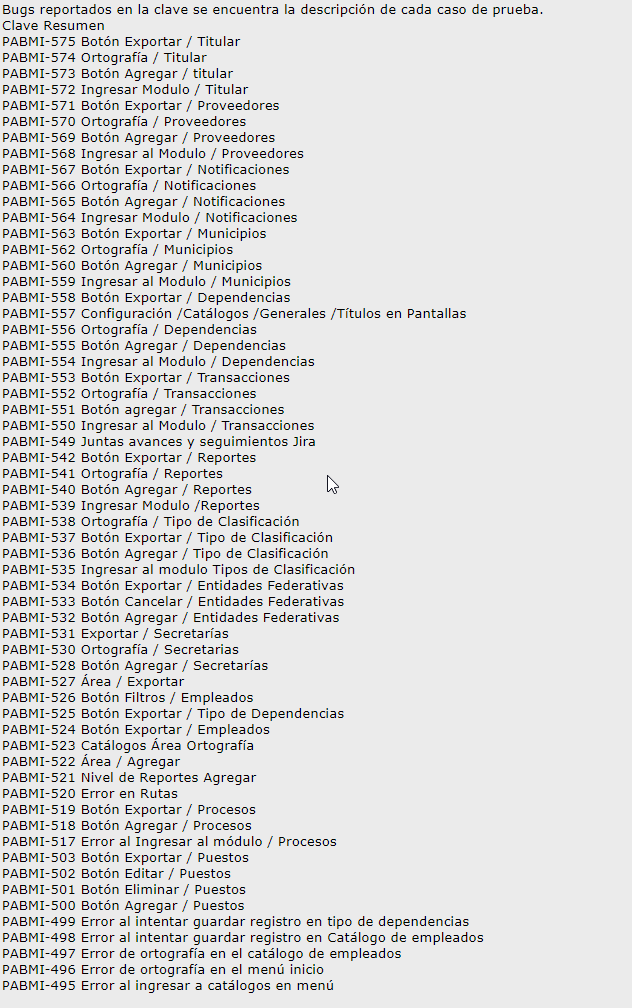 Bugs reportados en la clave se encuentra la descripción de cada caso de prueba.
Clave Resumen
PABMI-575 Botón Exportar / Titular
PABMI-574 Ortografía / Titular
PABMI-573 Botón Agregar / titular
PABMI-572 Ingresar Modulo / Titular
PABMI-571 Botón Exportar / Proveedores
PABMI-570 Ortografía / Proveedores
PABMI-569 Botón Agregar / Proveedores
PABMI-568 Ingresar al Modulo / Proveedores
PABMI-567 Botón Exportar / Notificaciones
PABMI-566 Ortografía / Notificaciones
PABMI-565 Botón Agregar / Notificaciones
PABMI-564 Ingresar Modulo / Notificaciones
PABMI-563 Botón Exportar / Municipios
PABMI-562 Ortografía / Municipios
PABMI-560 Botón Agregar / Municipios
PABMI-559 Ingresar al Modulo / Municipios
PABMI-558 Botón Exportar / Dependencias
PABMI-557 Configuración /Catálogos /Generales /Títulos en Pantallas
PABMI-556 Ortografía / Dependencias
PABMI-555 Botón Agregar / Dependencias
PABMI-554 Ingresar al Modulo / Dependencias
PABMI-553 Botón Exportar / Transacciones
PABMI-552 Ortografía / Transacciones
PABMI-551 Botón agregar / Transacciones
PABMI-550 Ingresar al Modulo / Transacciones
PABMI-549 Juntas avances y seguimientos Jira
PABMI-542 Botón Exportar / Reportes
PABMI-541 Ortografía / Reportes
PABMI-540 Botón Agregar / Reportes
PABMI-539 Ingresar Modulo /Reportes
PABMI-538 Ortografía / Tipo de Clasificación
PABMI-537 Botón Exportar / Tipo de Clasificación
PABMI-536 Botón Agregar / Tipo de Clasificación
PABMI-535 Ingresar al modulo Tipos de Clasificación
PABMI-534 Botón Exportar / Entidades Federativas
PABMI-533 Botón Cancelar / Entidades Federativas
PABMI-532 Botón Agregar / Entidades Federativas
PABMI-531 Exportar / Secretarías
PABMI-530 Ortografía / Secretarias
PABMI-528 Botón Agregar / Secretarías
PABMI-527 Área / Exportar
PABMI-526 Botón Filtros / Empleados
PABMI-525 Botón Exportar / Tipo de Dependencias
PABMI-524 Botón Exportar / Empleados
PABMI-523 Catálogos Área Ortografía
PABMI-522 Área / Agregar
PABMI-521 Nivel de Reportes Agregar
PABMI-520 Error en Rutas
PABMI-519 Botón Exportar / Procesos
PABMI-518 Botón Agregar / Procesos
PABMI-517 Error al Ingresar al módulo / Procesos
PABMI-503 Botón Exportar / Puestos
PABMI-502 Botón Editar / Puestos
PABMI-501 Botón Eliminar / Puestos
PABMI-500 Botón Agregar / Puestos
PABMI-499 Error al intentar guardar registro en tipo de dependencias
PABMI-498 Error al intentar guardar registro en Catálogo de empleados
PABMI-497 Error de ortografía en el catálogo de empleados
PABMI-496 Error de ortografía en el menú inicio
PABMI-495 Error al ingresar a catálogos en menú